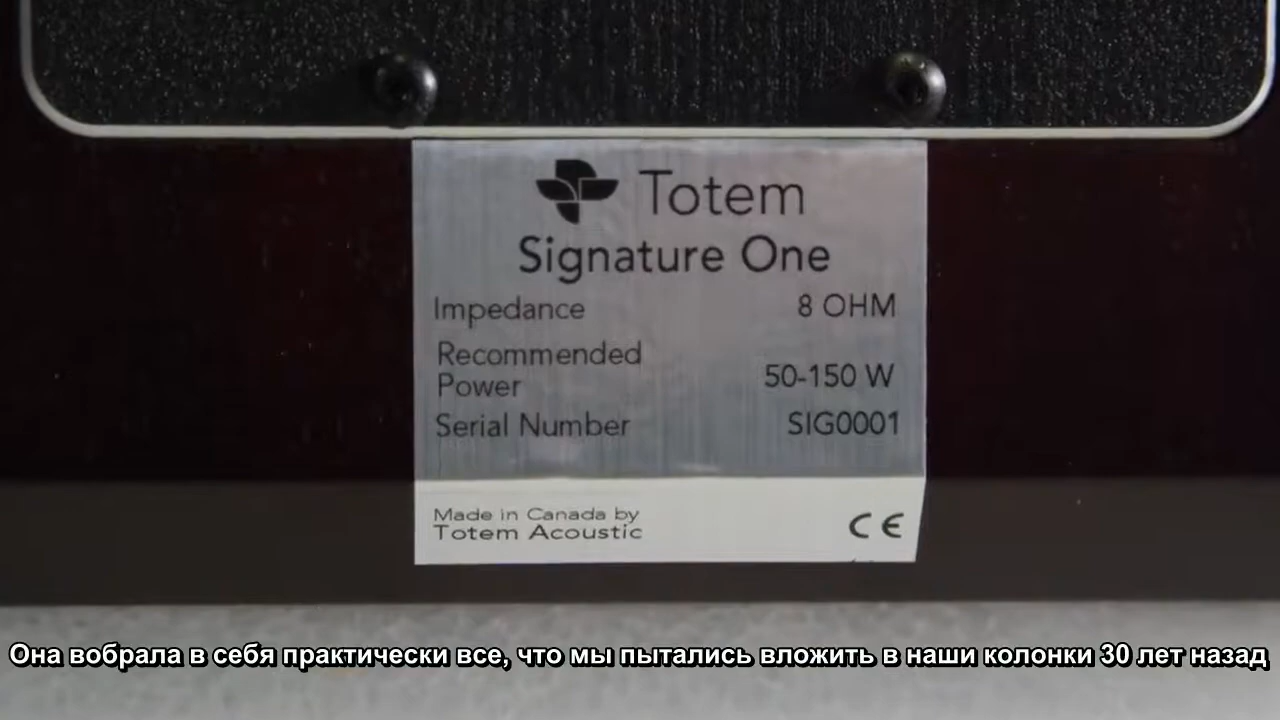 Totem
Signature One
Impedance 8 OHM
Recommended
Power 50-150 W
Serial Number SIG0001
Made in Canada by
Totem Acoustic CE
Она вобрала в себя практически все, что мы пытались вложить в наши колонки 30 лет назад